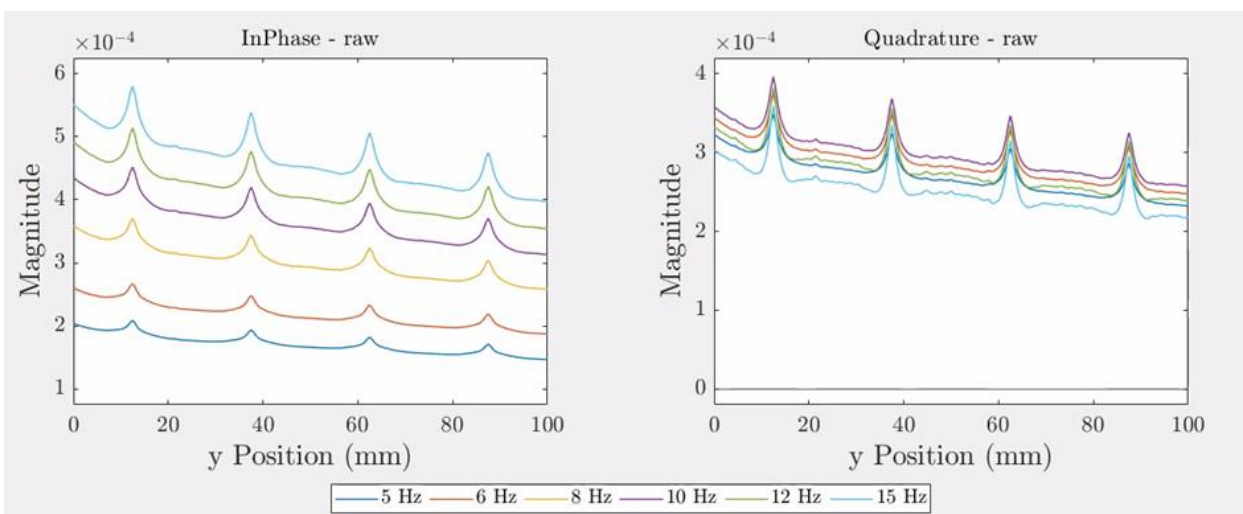 ×10⁻⁴ InPhase - raw
6
5
4
3
2
1
Magnitude
0 20 40 60 80 100
y Position (mm)
×10⁻⁴ Quadrature - raw
4
3
2
1
0
Magnitude
0 20 40 60 80 100
y Position (mm)
5 Hz 6 Hz 8 Hz 10 Hz 12 Hz 15 Hz